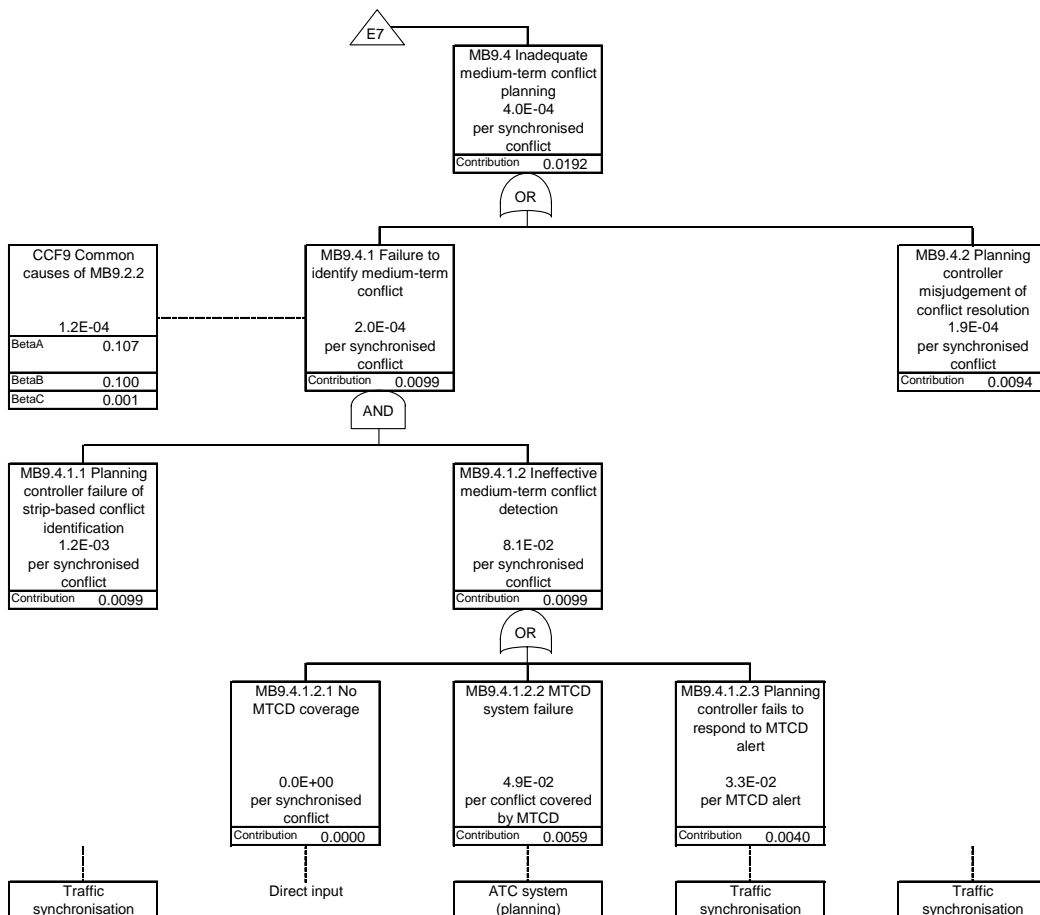 E7
MB9.4 Inadequate
medium-term conflict
planning
4.0E-04
per synchronised
conflict
Contribution 0.0192
OR
CCF9 Common
causes of MB9.2.2
1.2E-04
BetaA 0.107
BetaB 0.100
BetaC 0.001
MB9.4.1 Failure to
identify medium-term
conflict
2.0E-04
per synchronised
conflict
Contribution 0.0099
MB9.4.2 Planning
controller
misjudgement of
conflict resolution
1.9E-04
per synchronised
conflict
Contribution 0.0094
AND
MB9.4.1.1 Planning
controller failure of
strip-based conflict
identification
1.2E-03
per synchronised
conflict
Contribution 0.0099
MB9.4.1.2 Ineffective
medium-term conflict
detection
8.1E-02
per synchronised
conflict
Contribution 0.0099
OR
MB9.4.1.2.1 No
MTCD coverage
0.0E+00
per synchronised
conflict
Contribution 0.0000
MB9.4.1.2.2 MTCD
system failure
4.9E-02
per conflict covered
by MTCD
Contribution 0.0059
MB9.4.1.2.3 Planning
controller fails to
respond to MTCD
alert
3.3E-02
per MTCD alert
Contribution 0.0040
Traffic
synchronisation
Direct input
ATC system
(planning)
Traffic
synchronisation
Traffic
synchronisation